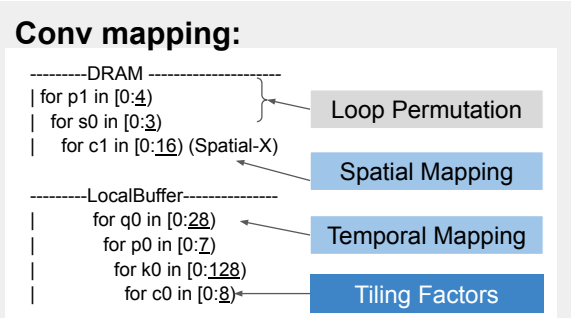 Conv mapping:
---------DRAM ---------------------
| for p1 in [0:4)
|   for s0 in [0:3)
|     for c1 in [0:16) (Spatial-X)
---------LocalBuffer---------------
|          for q0 in [0:28)
|            for p0 in [0:7)
|              for k0 in [0:128)
|                for c0 in [0:8)
Loop Permutation
Spatial Mapping
Temporal Mapping
Tiling Factors